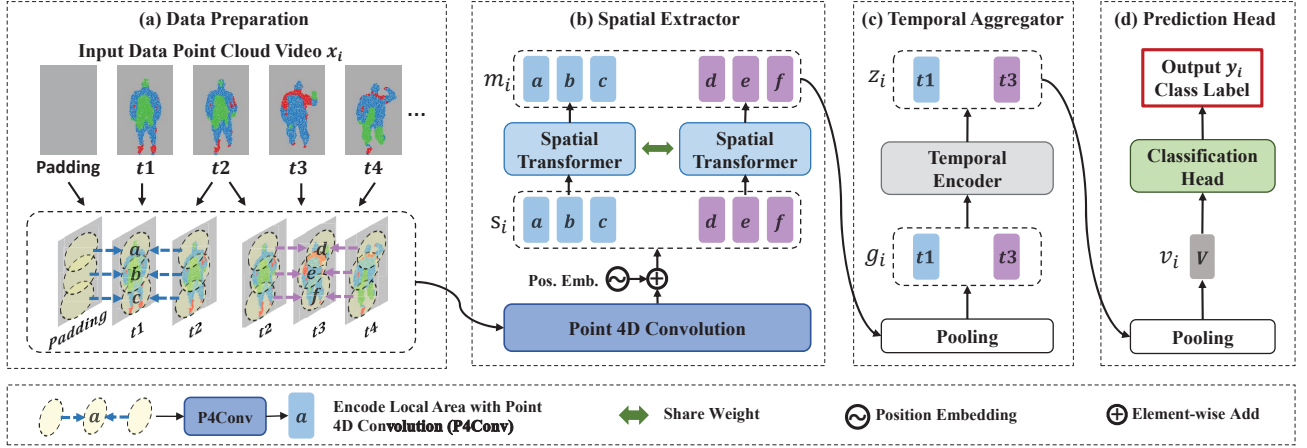 (a) Data Preparation
Input Data Point Cloud Video x_i
...
Padding t1 t2 t3 t4
a
b
c
d
e
f
Padding t1 t2 t2 t3 t4
(b) Spatial Extractor
m_i a b c d e f
Spatial Transformer
Spatial Transformer
s_i a b c d e f
Pos. Emb.
Point 4D Convolution
(c) Temporal Aggregator
z_i t1 t3
Temporal
Encoder
g_i t1 t3
Pooling
(d) Prediction Head
Output y_i
Class Label
Classification
Head
v_i V
Pooling
a P4Conv a
Encode Local Area with Point
4D Convolution (P4Conv)
Share Weight
Position Embedding
Element-wise Add